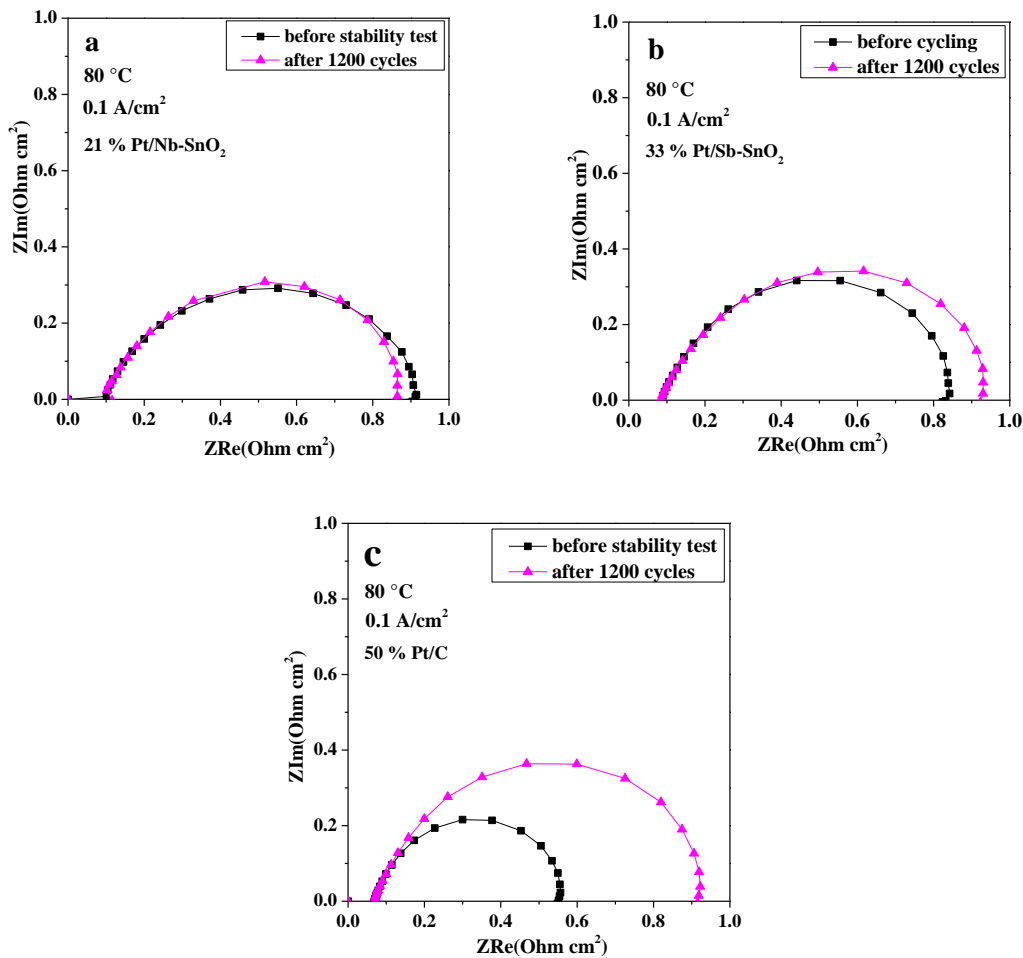 a
before stability test
after 1200 cycles
80 °C
0.1 A/cm²
21 % Pt/Nb-SnO₂
ZIm(Ohm cm²)
1.0
0.8
0.6
0.4
0.2
0.0
0.0 0.2 0.4 0.6 0.8 1.0
ZRe(Ohm cm²)
b
before cycling
after 1200 cycles
80 °C
0.1 A/cm²
33 % Pt/Sb-SnO₂
ZIm(Ohm cm²)
1.0
0.8
0.6
0.4
0.2
0.0
0.0 0.2 0.4 0.6 0.8 1.0
ZRe(Ohm cm²)
c
before stability test
after 1200 cycles
80 °C
0.1 A/cm²
50 % Pt/C
ZIm(Ohm cm²)
1.0
0.8
0.6
0.4
0.2
0.0
0.0 0.2 0.4 0.6 0.8 1.0
ZRe(Ohm cm²)